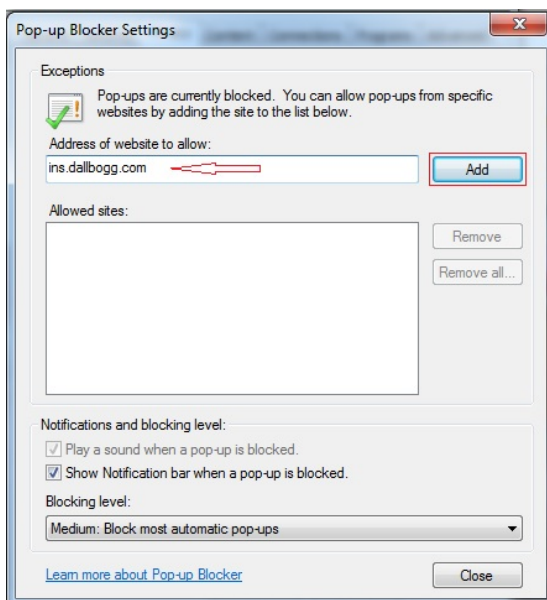 Pop-up Blocker Settings
Exceptions
Pop-ups are currently blocked. You can allow pop-ups from specific
websites by adding the site to the list below.
Address of website to allow:
ins.dallbogg.com
Add
Allowed sites:
Remove
Remove all...
Notifications and blocking level:
Play a sound when a pop-up is blocked.
Show Notification bar when a pop-up is blocked.
Blocking level:
Medium: Block most automatic pop-ups
Learn more about Pop-up Blocker
Close